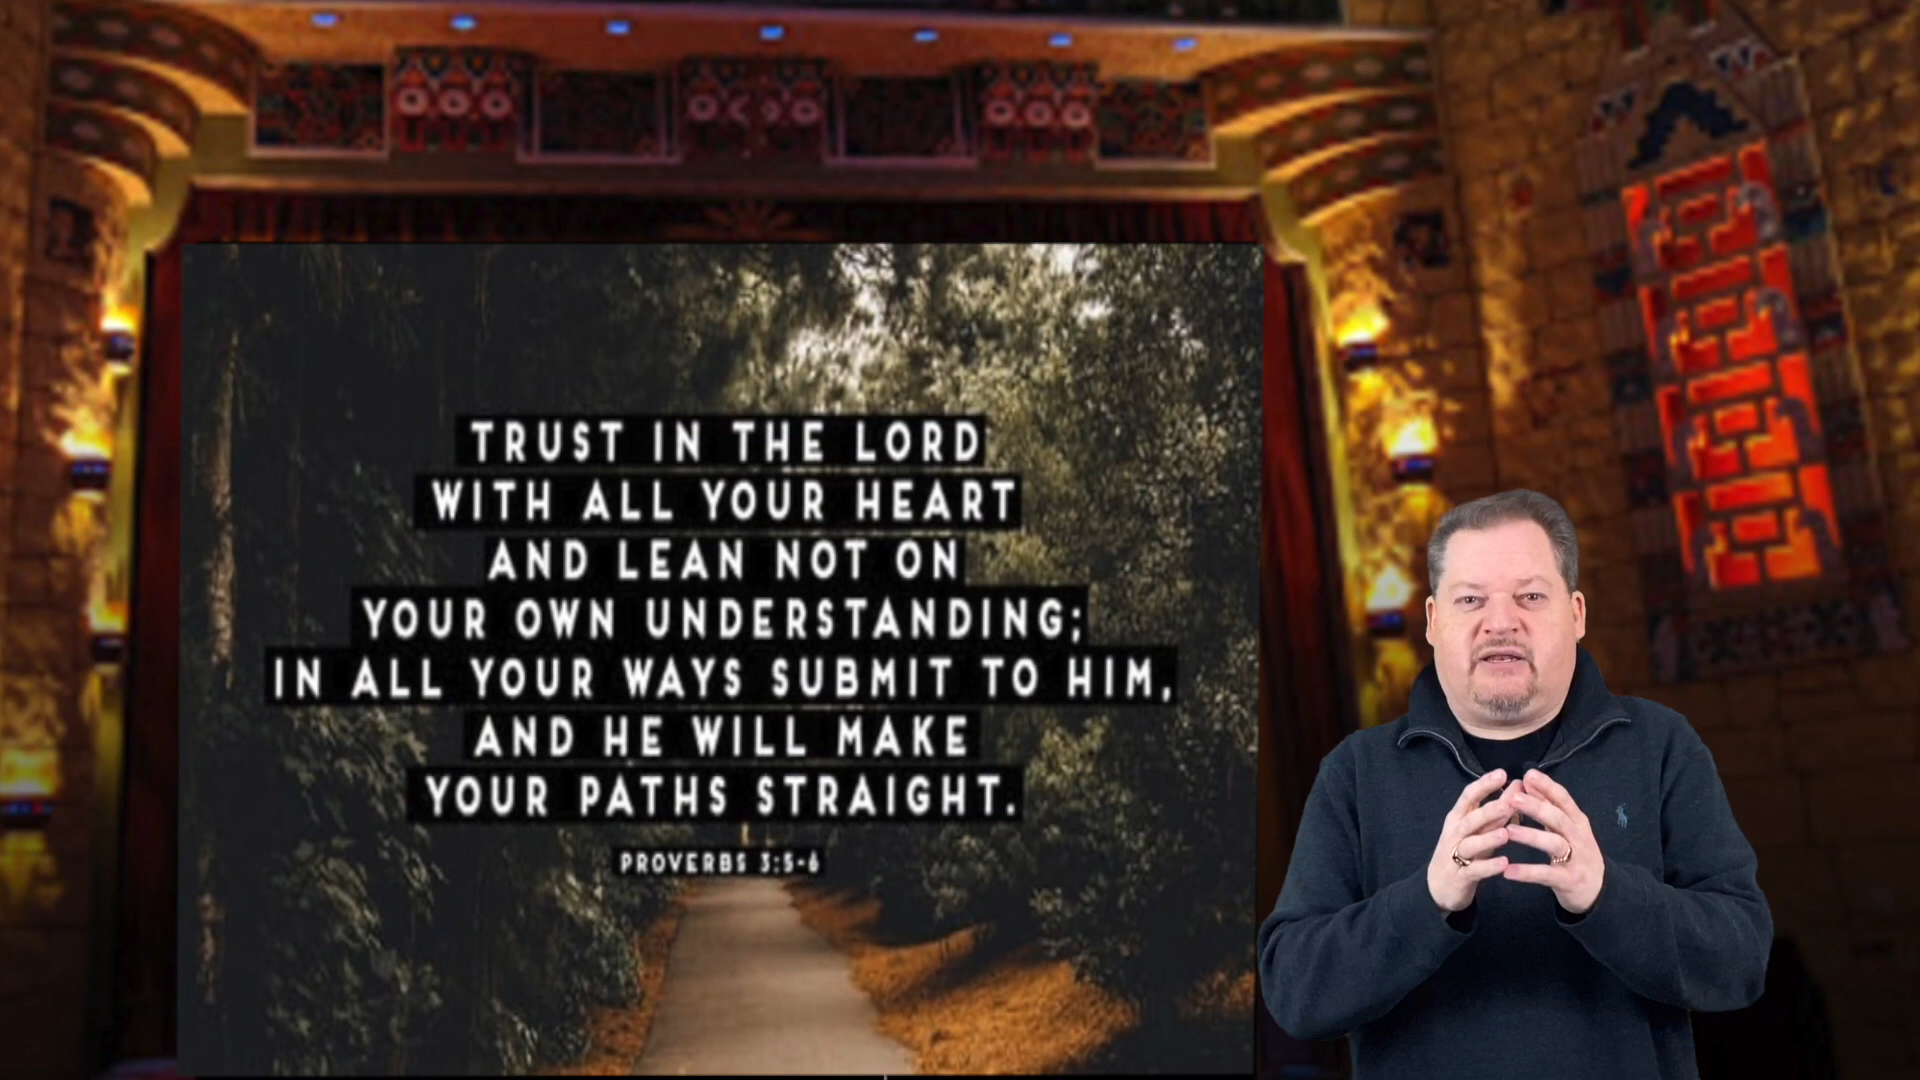 TRUST IN THE LORD
WITH ALL YOUR HEART
AND LEAN NOT ON
YOUR OWN UNDERSTANDING;
IN ALL YOUR WAYS SUBMIT TO HIM,
AND HE WILL MAKE
YOUR PATHS STRAIGHT.
PROVERBS 3:5-6